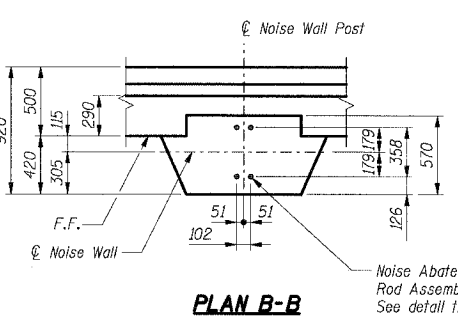 ℄ Noise Wall Post
920
500
115
290
420
305
179
179
358
570
126
F.F.
51
51
102
℄ Noise Wall
Noise Abate
Rod Assemb
See detail t
PLAN B-B